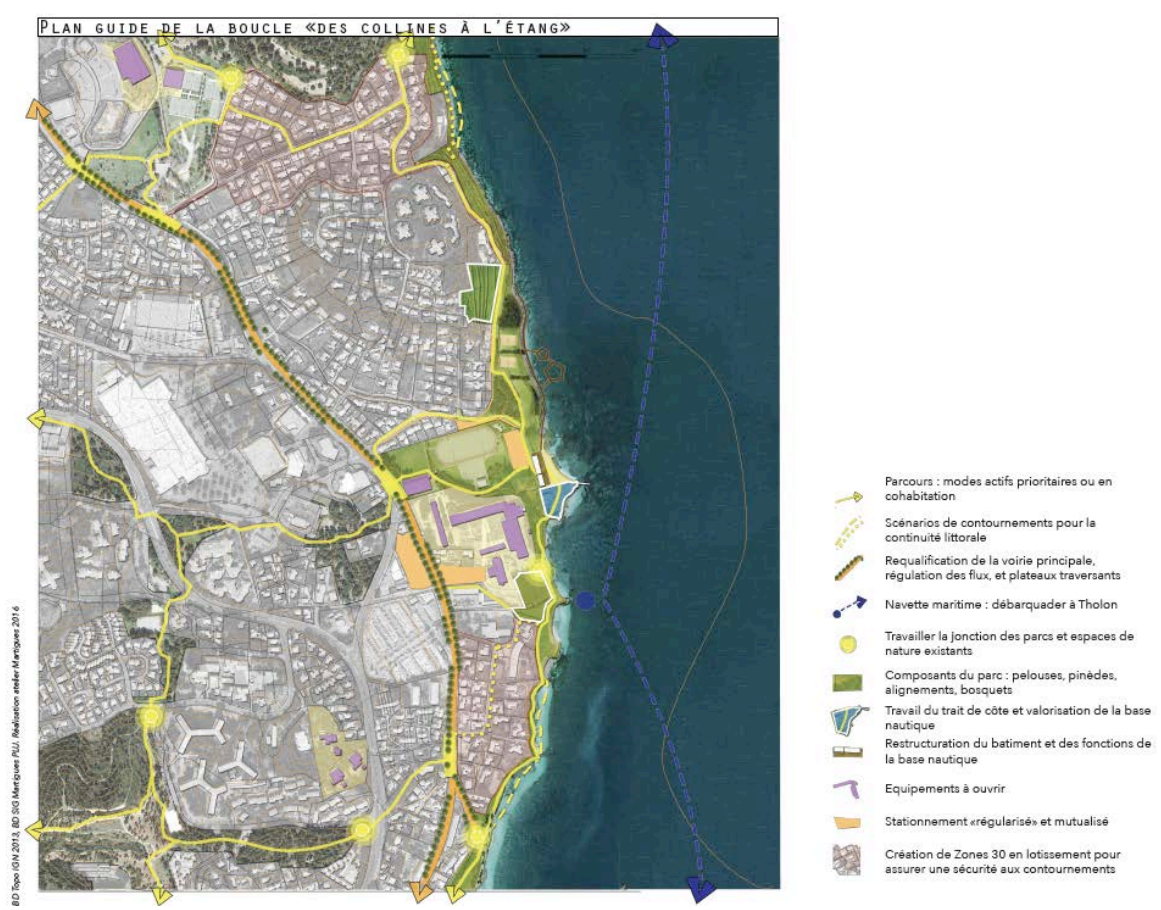 PLAN GUIDE DE LA BOUCLE «DES COLLINES À L'ÉTANG»
Parcours : modes actifs prioritaires ou en
cohabitation
Scénarios de contournements pour la
continuité littorale
Requalification de la voirie principale,
régulation des flux, et plateaux traversants
Navette maritime : débarquader à Tholon
Travailler la jonction des parcs et espaces de
nature existants
Composants du parc : pelouses, pinèdes,
alignements, bosquets
Travail du trait de côte et valorisation de la base
nautique
Restructuration du batiment et des fonctions de
la base nautique
Equipements à ouvrir
Stationnement «régularisé» et mutualisé
Création de Zones 30 en lotissement pour
assurer une sécurité aux contournements
BD Topo IGN 2013, BD SIG Martigues PLU. Réalisation atelier Martigues 2016